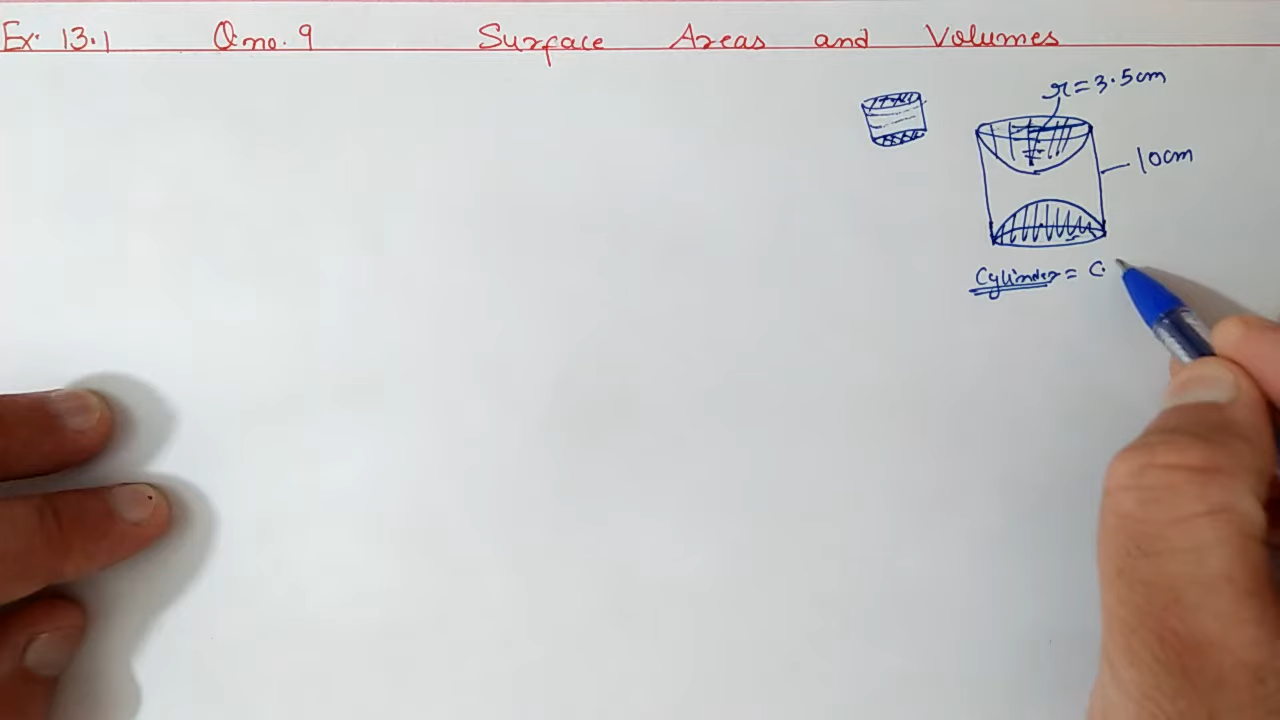 Ex. 13.1 Q.no. 9 Surface Areas and Volumes
r=3.5cm
10cm
Cylinder = C.